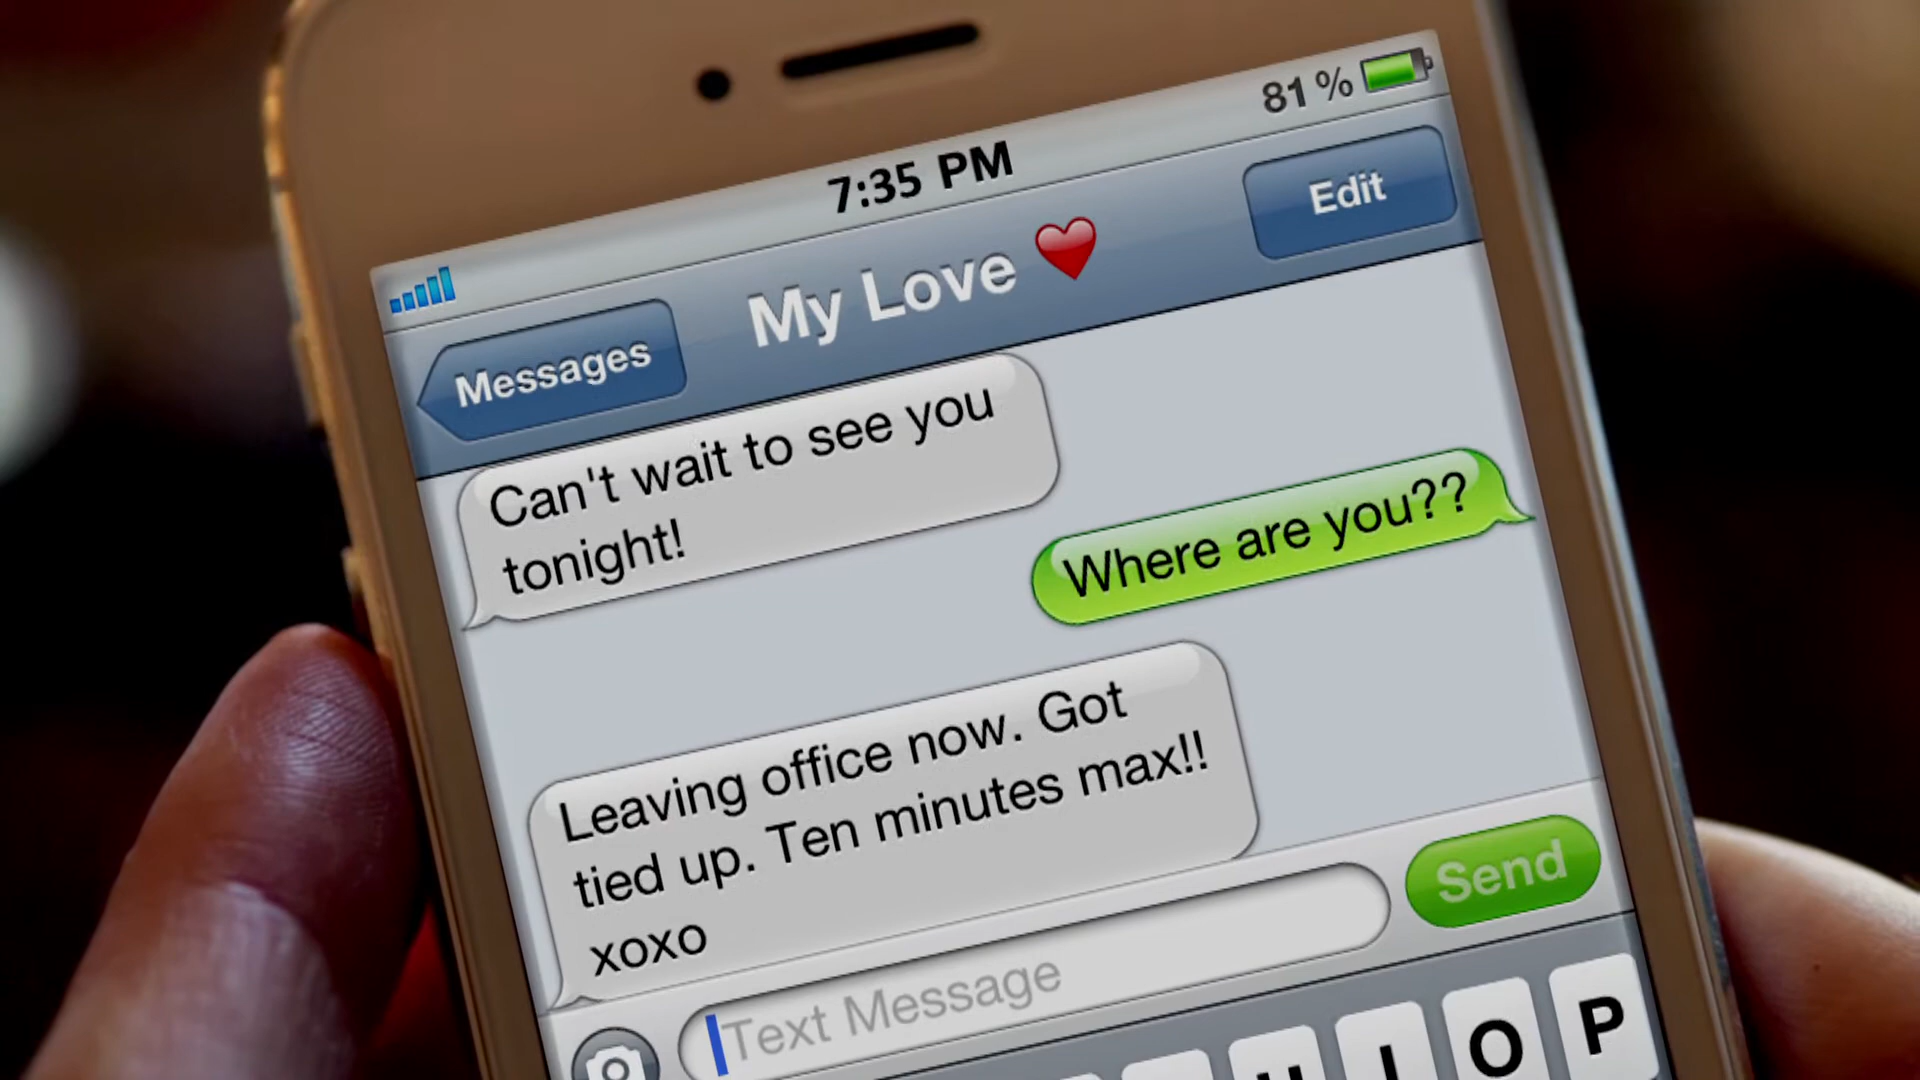 81 %
7:35 PM
Messages
My Love ❤
Edit
Can't wait to see you
tonight!
Where are you??
Leaving office now. Got
tied up. Ten minutes max!!
xoxo
Text Message
Send
U I O P